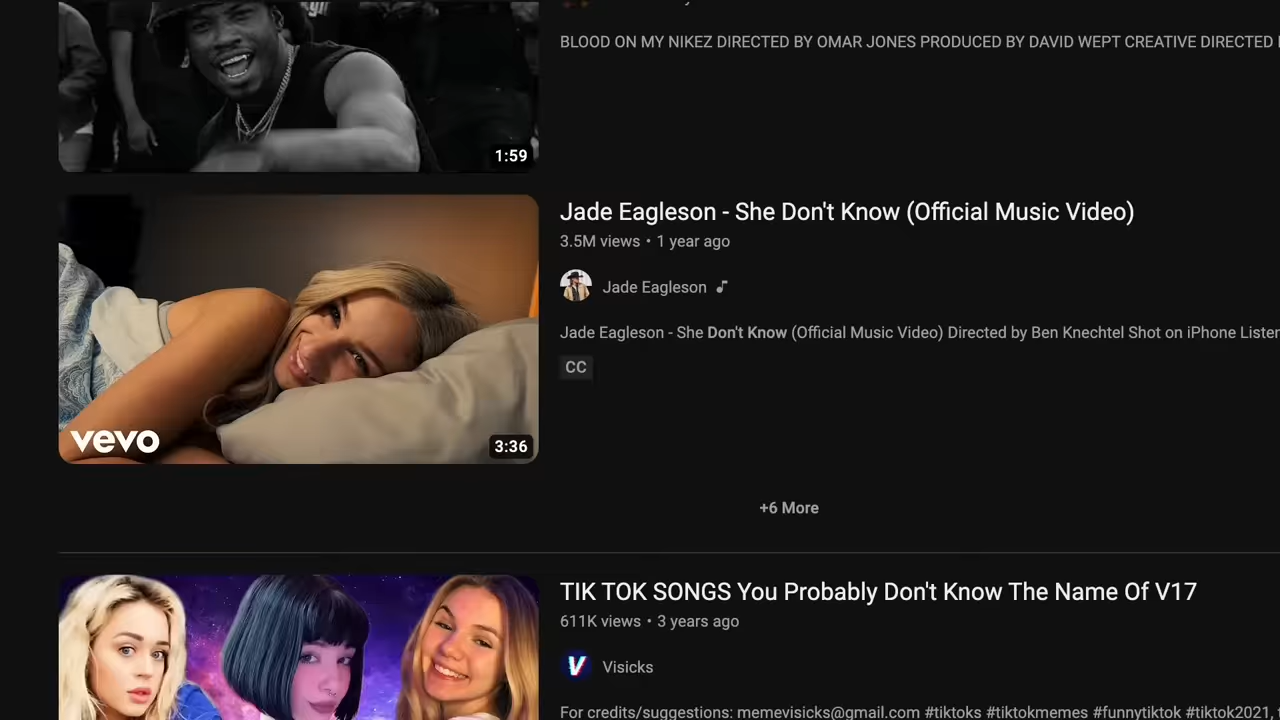 BLOOD ON MY NIKEZ DIRECTED BY OMAR JONES PRODUCED BY DAVID WEPT CREATIVE DIRECTED
1:59
Jade Eagleson - She Don't Know (Official Music Video)
3.5M views • 1 year ago
Jade Eagleson
Jade Eagleson - She Don't Know (Official Music Video) Directed by Ben Knechtel Shot on iPhone Listen
CC
vevo
3:36
+6 More
TIK TOK SONGS You Probably Don't Know The Name Of V17
611K views • 3 years ago
V Visicks
For credits/suggestions: memevisicks@gmail.com #tiktoks #tiktokmemes #funnytiktok #tiktok2021,